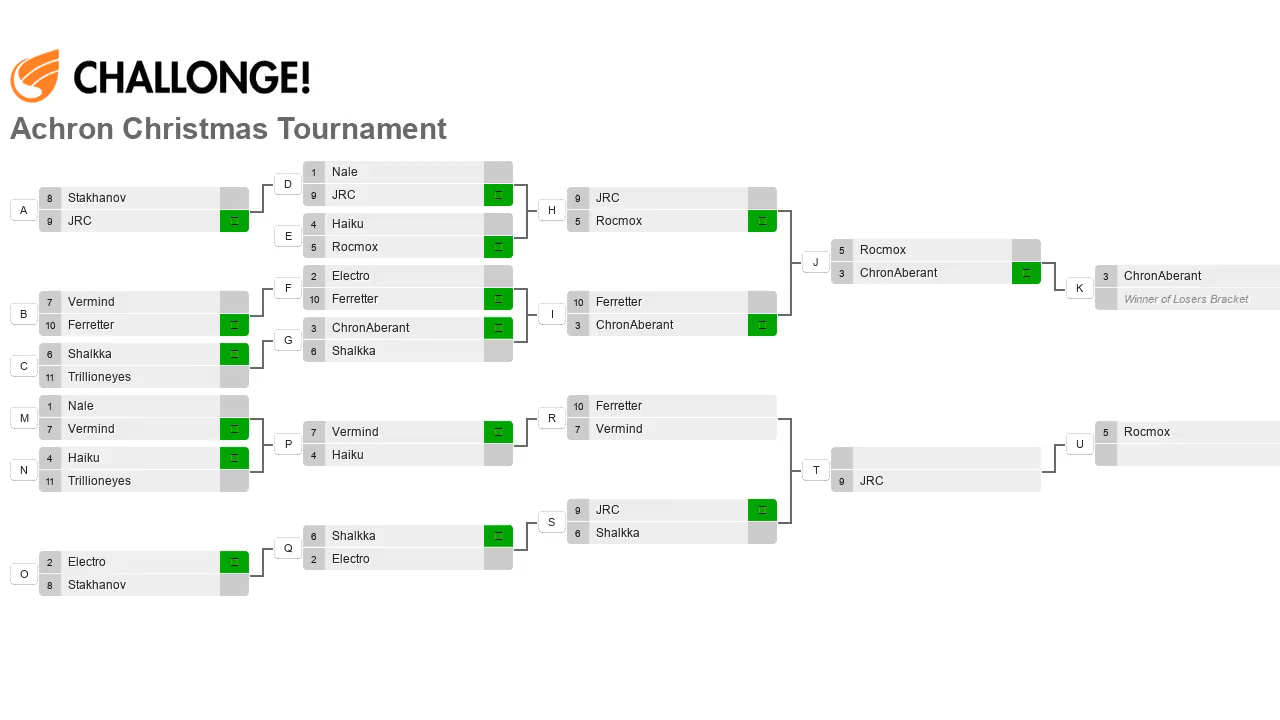 CHALLONGE!
Achron Christmas Tournament
A
8 Stakhanov
9 JRC
B
7 Vermind
10 Ferretter
C
6 Shalkka
11 Trillioneyes
D
1 Nale
9 JRC
E
4 Haiku
5 Rocmox
F
2 Electro
10 Ferretter
G
3 ChronAberant
6 Shalkka
H
9 JRC
5 Rocmox
I
10 Ferretter
3 ChronAberant
J
5 Rocmox
3 ChronAberant
K
3 ChronAberant
Winner of Losers Bracket
M
1 Nale
7 Vermind
N
4 Haiku
11 Trillioneyes
O
2 Electro
8 Stakhanov
P
7 Vermind
4 Haiku
Q
6 Shalkka
2 Electro
R
10 Ferretter
7 Vermind
S
9 JRC
6 Shalkka
T
9 JRC
U
5 Rocmox